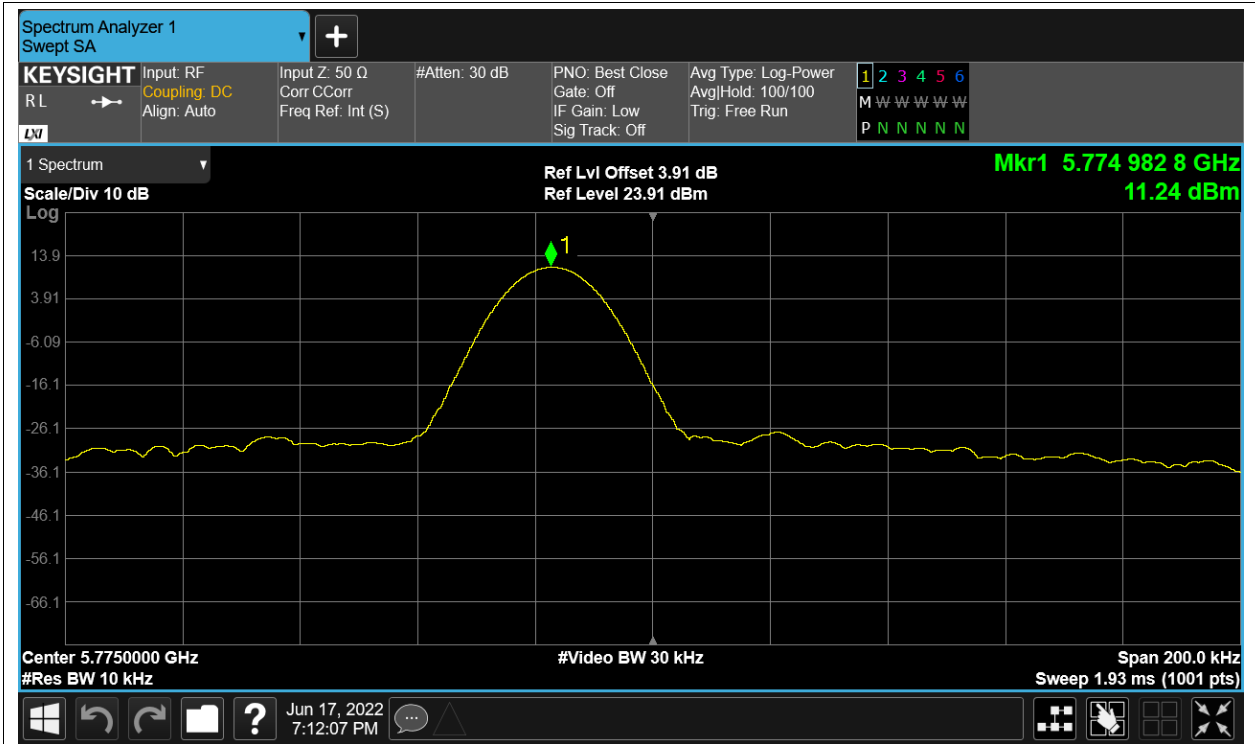 Spectrum Analyzer 1
Swept SA
KEYSIGHT
R L
LXI
Input: RF
Coupling: DC
Align: Auto
Input Z: 50 Ω
Corr CCorr
Freq Ref: Int (S)
#Atten: 30 dB
PNO: Best Close
Gate: Off
IF Gain: Low
Sig Track: Off
Avg Type: Log-Power
Avg|Hold: 100/100
Trig: Free Run
1 2 3 4 5 6
M W W W W W
P N N N N N
1 Spectrum
Scale/Div 10 dB
Log
Ref Lvl Offset 3.91 dB
Ref Level 23.91 dBm
Mkr1 5.774 982 8 GHz
11.24 dBm
1
13.9
3.91
-6.09
-16.1
-26.1
-36.1
-46.1
-56.1
-66.1
Center 5.7750000 GHz
#Res BW 10 kHz
#Video BW 30 kHz
Span 200.0 kHz
Sweep 1.93 ms (1001 pts)
?
Jun 17, 2022
7:12:07 PM